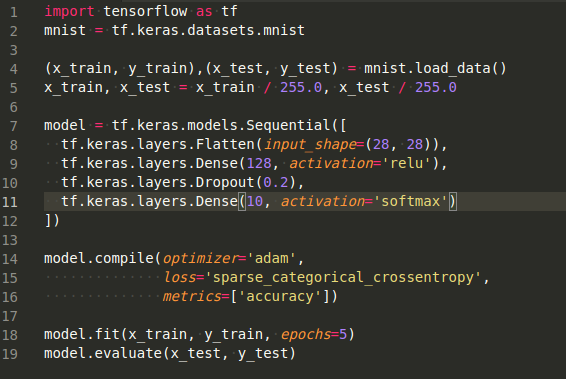 1 import tensorflow as tf
2 mnist = tf.keras.datasets.mnist
3
4 (x_train, y_train),(x_test, y_test) = mnist.load_data()
5 x_train, x_test = x_train / 255.0, x_test / 255.0
6
7 model = tf.keras.models.Sequential([
8   tf.keras.layers.Flatten(input_shape=(28, 28)),
9   tf.keras.layers.Dense(128, activation='relu'),
10   tf.keras.layers.Dropout(0.2),
11   tf.keras.layers.Dense(10, activation='softmax')
12 ])
13
14 model.compile(optimizer='adam',
15               loss='sparse_categorical_crossentropy',
16               metrics=['accuracy'])
17
18 model.fit(x_train, y_train, epochs=5)
19 model.evaluate(x_test, y_test)